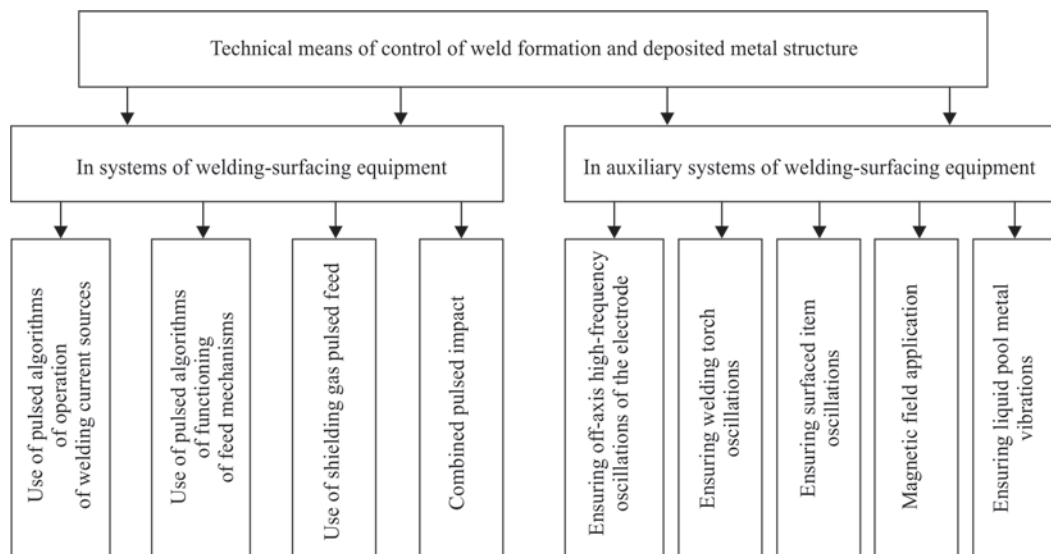 Technical means of control of weld formation and deposited metal structure
In systems of welding-surfacing equipment
In auxiliary systems of welding-surfacing equipment
Use of pulsed algorithms
of operation
of welding current sources
Use of pulsed algorithms
of functioning
of feed mechanisms
Use of shielding gas pulsed feed
Combined pulsed impact
Ensuring off-axis high-frequency
oscillations of the electrode
Ensuring welding torch
oscillations
Ensuring surfaced item
oscillations
Magnetic field application
Ensuring liquid pool metal
vibrations